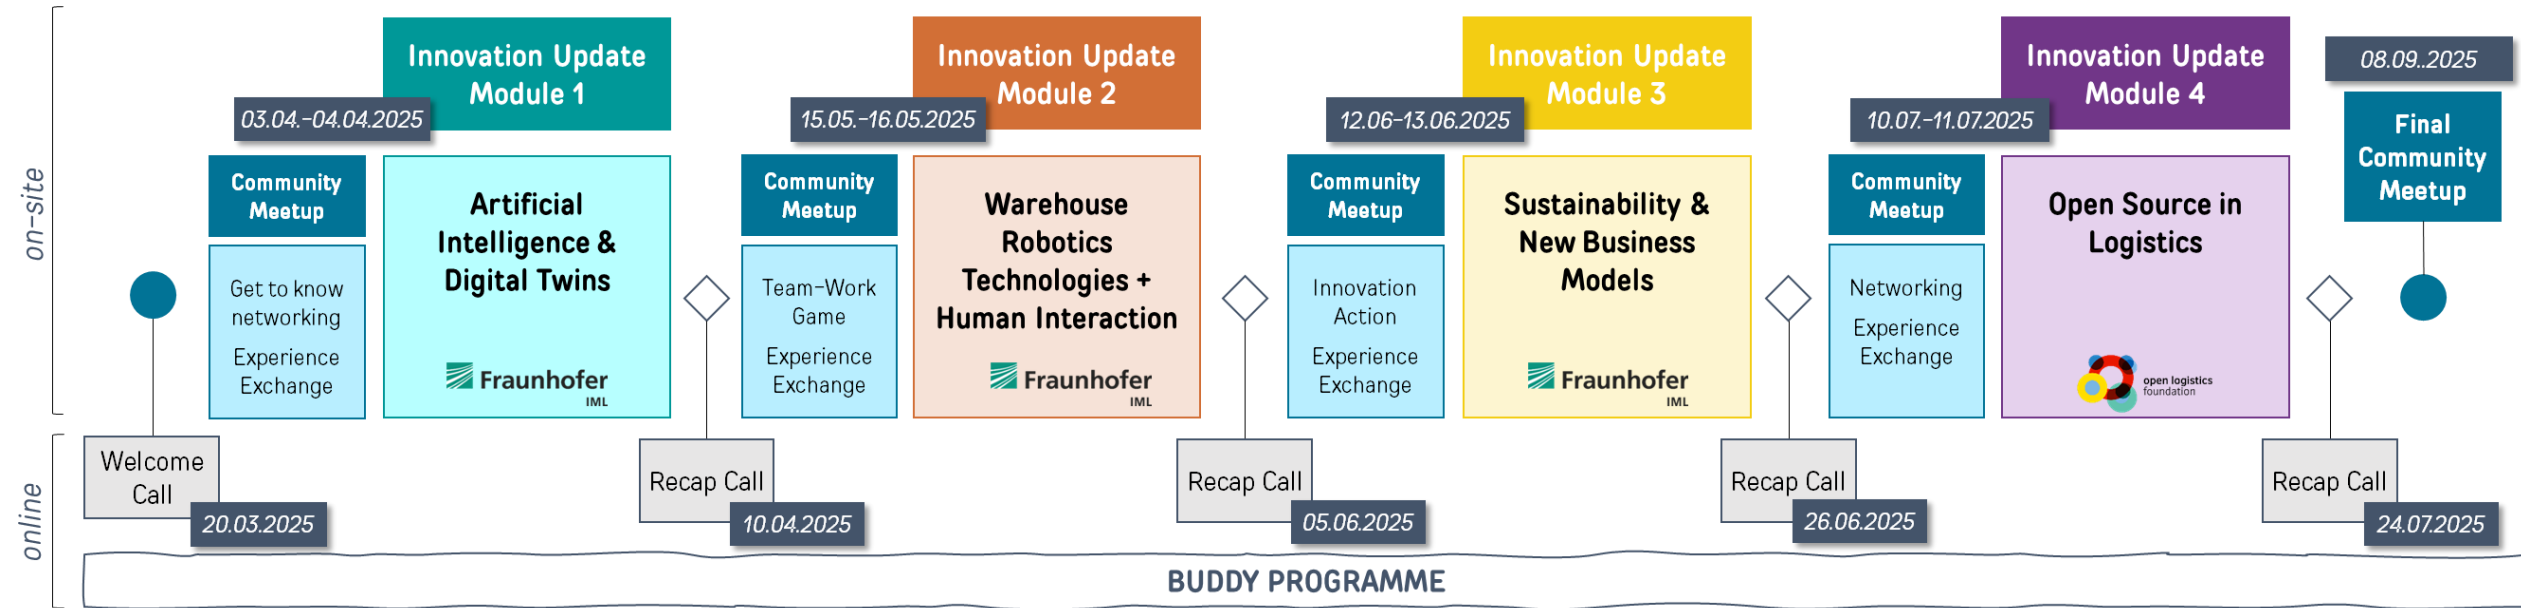 on-site
Innovation Update
Module 1
03.04.-04.04.2025
Community
Meetup
Get to know
networking
Experience
Exchange
Artificial
Intelligence &
Digital Twins
Fraunhofer
IML
Innovation Update
Module 2
15.05.-16.05.2025
Community
Meetup
Team-Work
Game
Experience
Exchange
Warehouse
Robotics
Technologies +
Human Interaction
Fraunhofer
IML
Innovation Update
Module 3
12.06-13.06.2025
Community
Meetup
Innovation
Action
Experience
Exchange
Sustainability &
New Business
Models
Fraunhofer
IML
Innovation Update
Module 4
10.07.-11.07.2025
Community
Meetup
Networking
Experience
Exchange
Open Source in
Logistics
open logistics
foundation
08.09..2025
Final
Community
Meetup
online
Welcome
Call
20.03.2025
Recap Call
10.04.2025
Recap Call
05.06.2025
Recap Call
26.06.2025
Recap Call
24.07.2025
BUDDY PROGRAMME